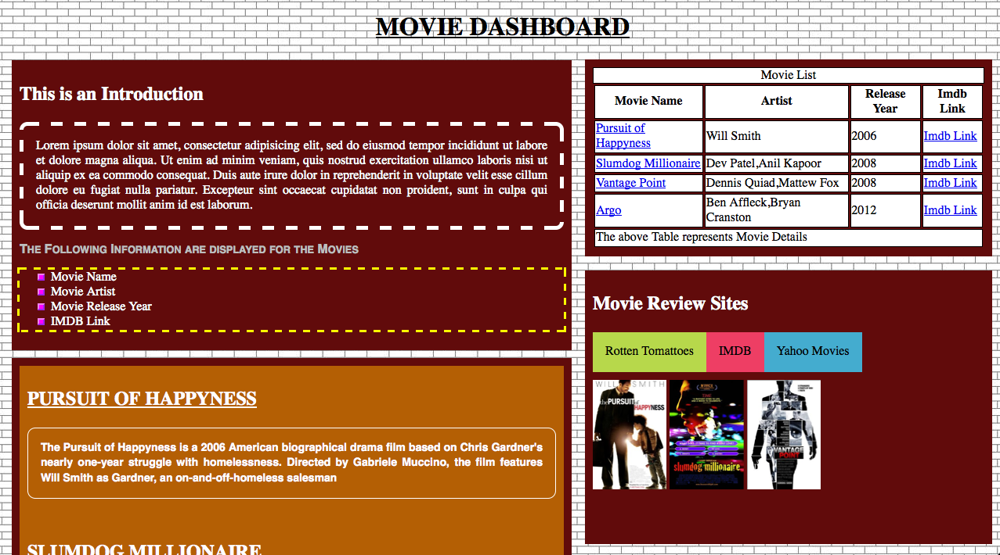 MOVIE DASHBOARD
This is an Introduction
Lorem ipsum dolor sit amet, consectetur adipisicing elit, sed do eiusmod tempor incididunt ut labore
et dolore magna aliqua. Ut enim ad minim veniam, quis nostrud exercitation ullamco laboris nisi ut
aliquip ex ea commodo consequat. Duis aute irure dolor in reprehenderit in voluptate velit esse cillum
dolore eu fugiat nulla pariatur. Excepteur sint occaecat cupidatat non proident, sunt in culpa qui
officia deserunt mollit anim id est laborum.
The Following Information are displayed for the Movies
Movie Name
Movie Artist
Movie Release Year
IMDB Link
PURSUIT OF HAPPYNESS
The Pursuit of Happyness is a 2006 American biographical drama film based on Chris Gardner's
nearly one-year struggle with homelessness. Directed by Gabriele Muccino, the film features
Will Smith as Gardner, an on-and-off-homeless salesman
SLUMDOG MILLIONAIRE
Movie List
Movie Name Artist Release Year Imdb Link
Pursuit of Happyness Will Smith 2006 Imdb Link
Slumdog Millionaire Dev Patel,Anil Kapoor 2008 Imdb Link
Vantage Point Dennis Quiad,Mattew Fox 2008 Imdb Link
Argo Ben Affleck,Bryan Cranston 2012 Imdb Link
The above Table represents Movie Details
Movie Review Sites
Rotten Tomattoes IMDB Yahoo Movies
WILL SMITH
the PURSUIT of HAPPYNESS
slumdog millionaire
VANTAGE POINT